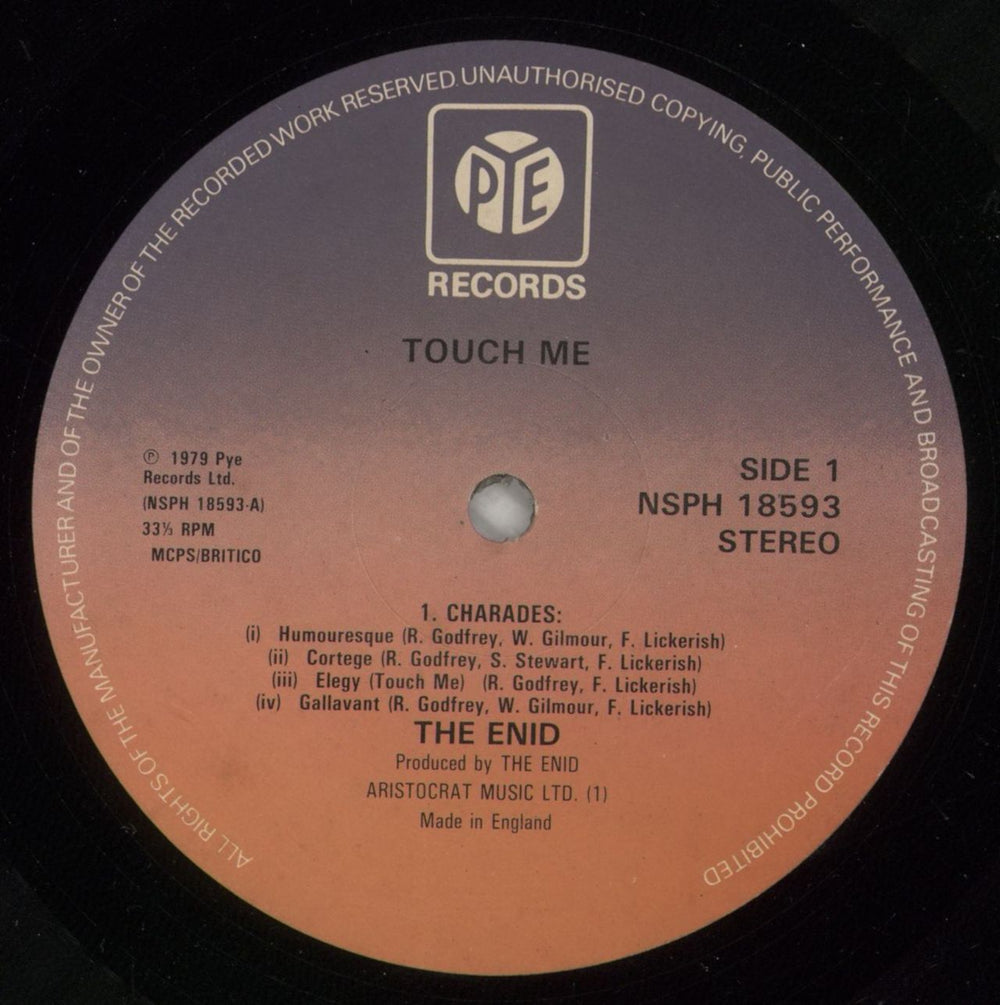 ALL RIGHTS OF THE MANUFACTURER AND OF THE OWNER OF THE RECORDED WORK RESERVED. UNAUTHORISED COPYING, PUBLIC PERFORMANCE AND BROADCASTING OF THIS RECORD PROHIBITED
PYE
RECORDS
TOUCH ME
℗ 1979 Pye
Records Ltd.
(NSPH 18593-A)
33⅓ RPM
MCPS/BRITICO
SIDE 1
NSPH 18593
STEREO
1. CHARADES:
(i) Humouresque (R. Godfrey, W. Gilmour, F. Lickerish)
(ii) Cortege (R. Godfrey, S. Stewart, F. Lickerish)
(iii) Elegy (Touch Me) (R. Godfrey, F. Lickerish)
(iv) Gallavant (R. Godfrey, W. Gilmour, F. Lickerish)
THE ENID
Produced by THE ENID
ARISTOCRAT MUSIC LTD. (1)
Made in England